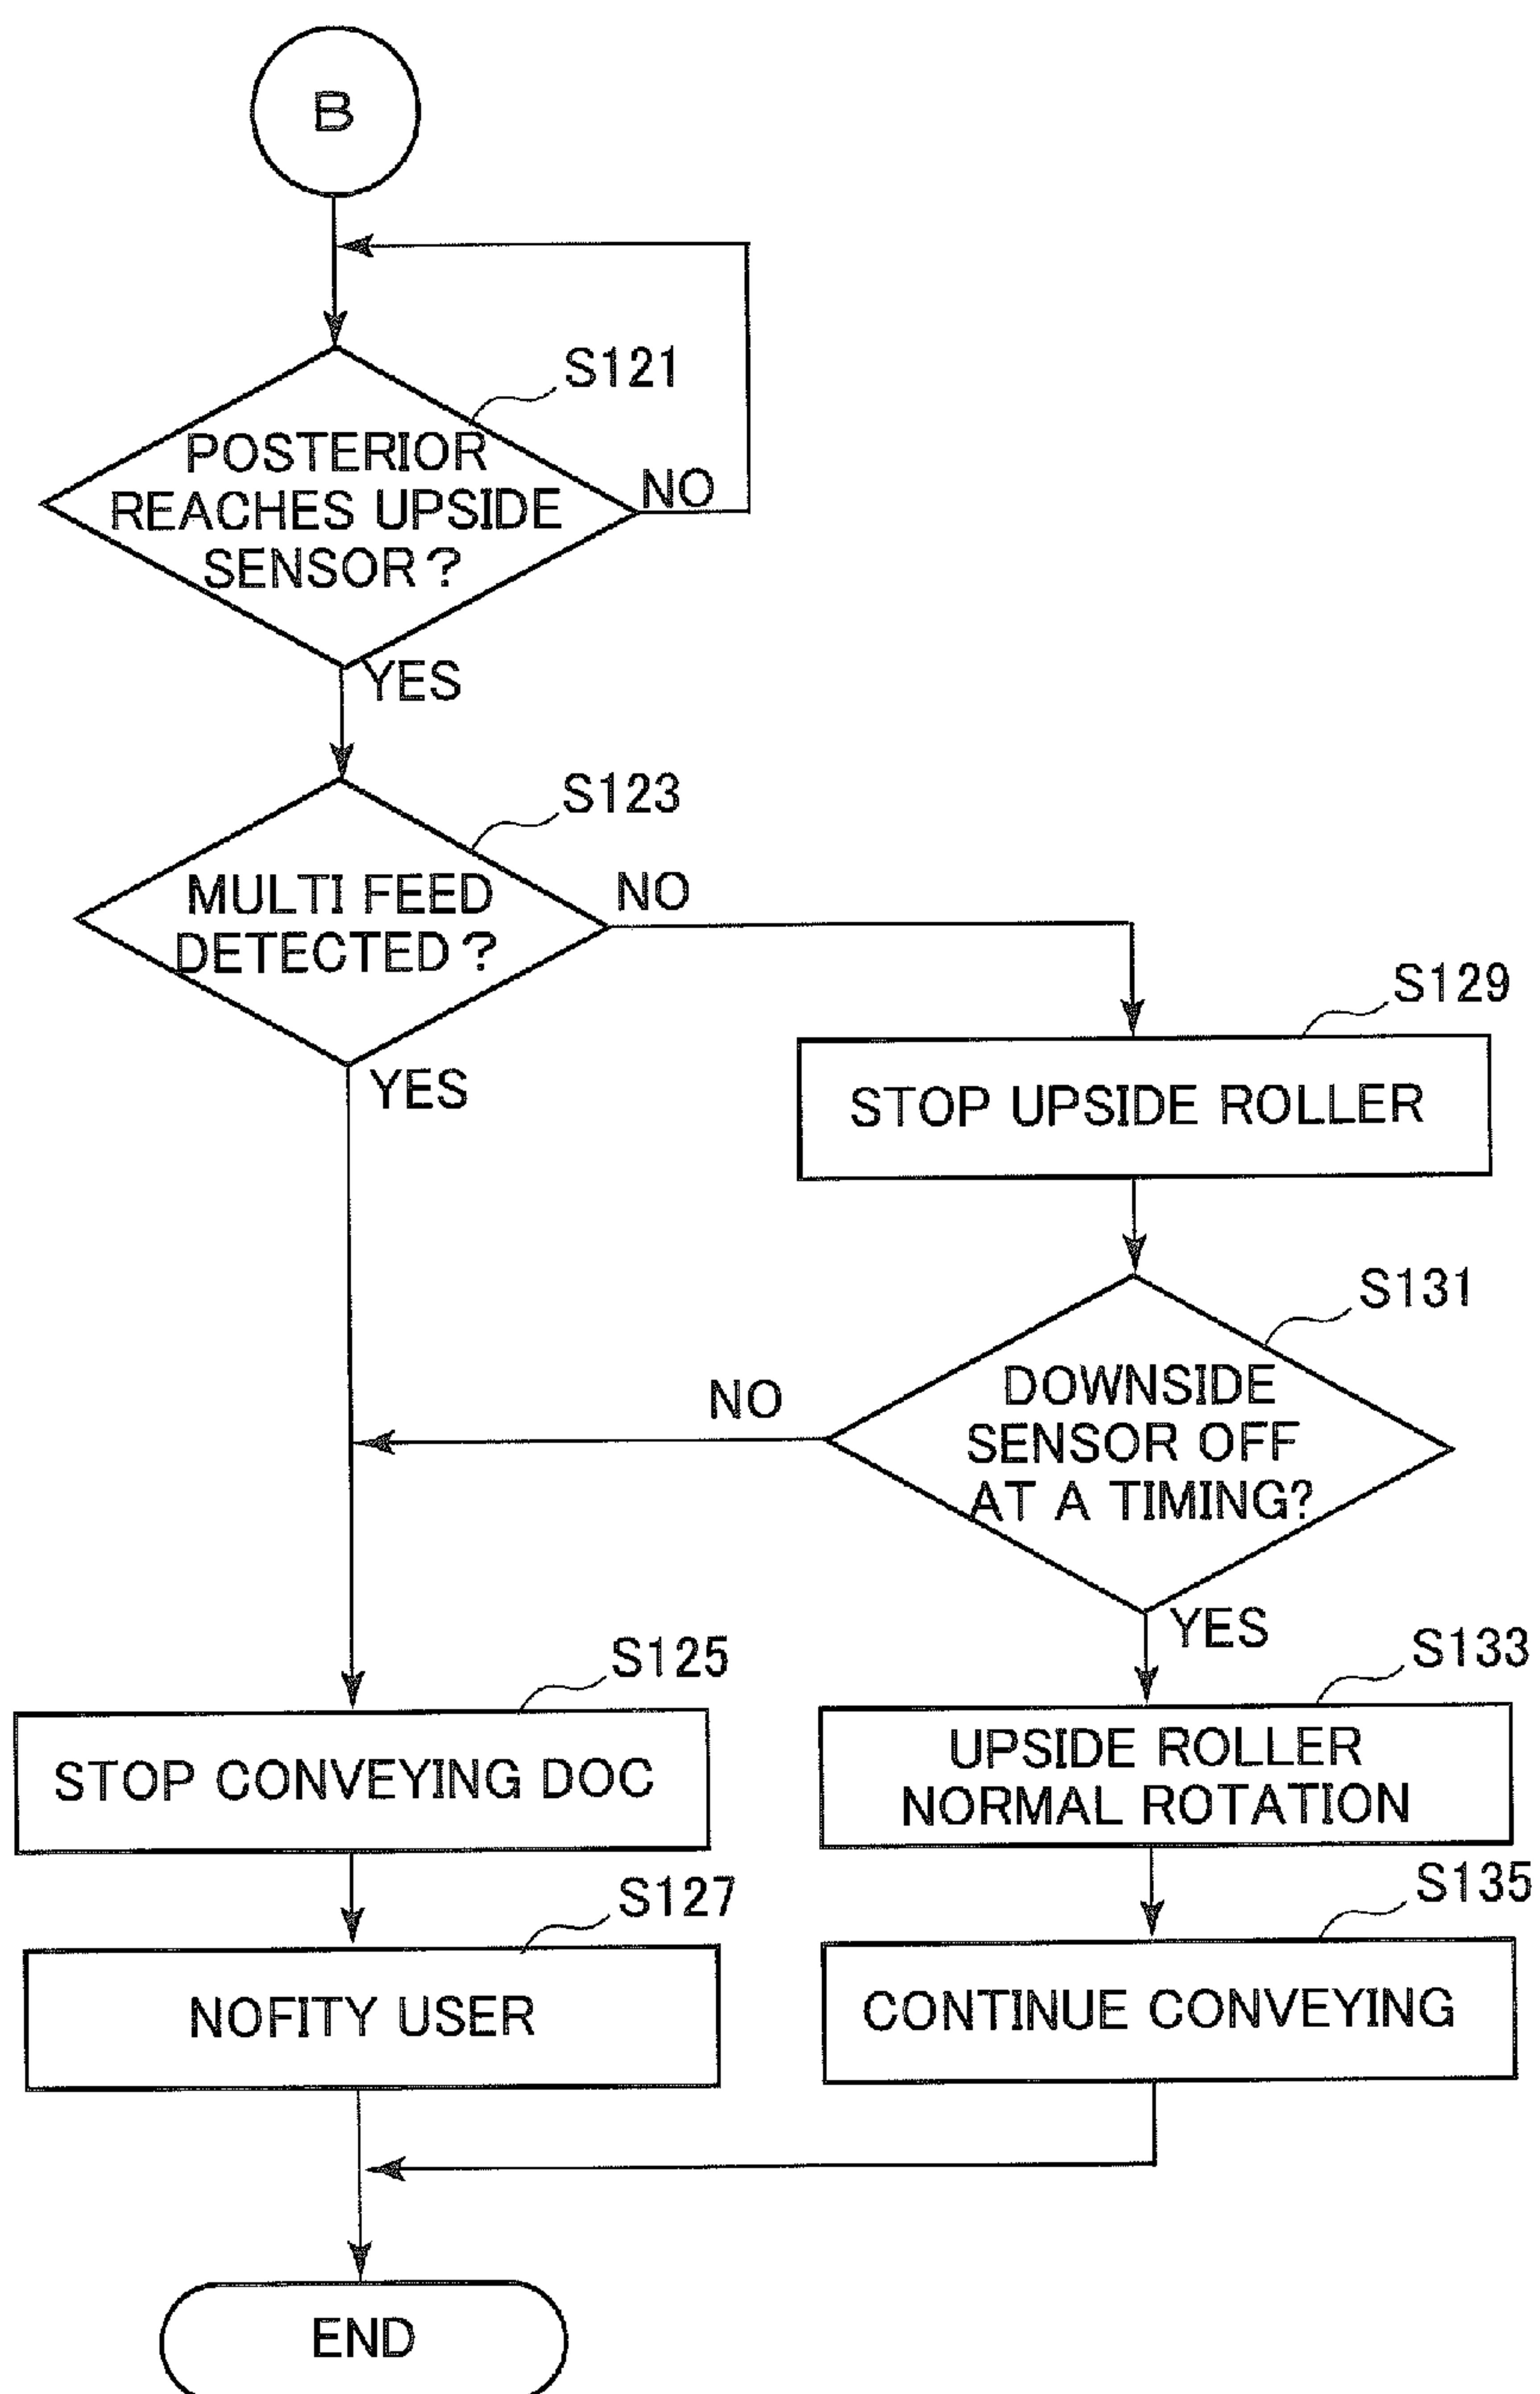 B
S121
POSTERIOR
REACHES UPSIDE
SENSOR?
NO
YES
S123
MULTI FEED
DETECTED?
NO
YES
S129
STOP UPSIDE ROLLER
S131
DOWNSIDE
SENSOR OFF
AT A TIMING?
NO
YES
S125
STOP CONVEYING DOC
S133
UPSIDE ROLLER
NORMAL ROTATION
S127
NOFITY USER
S135
CONTINUE CONVEYING
END